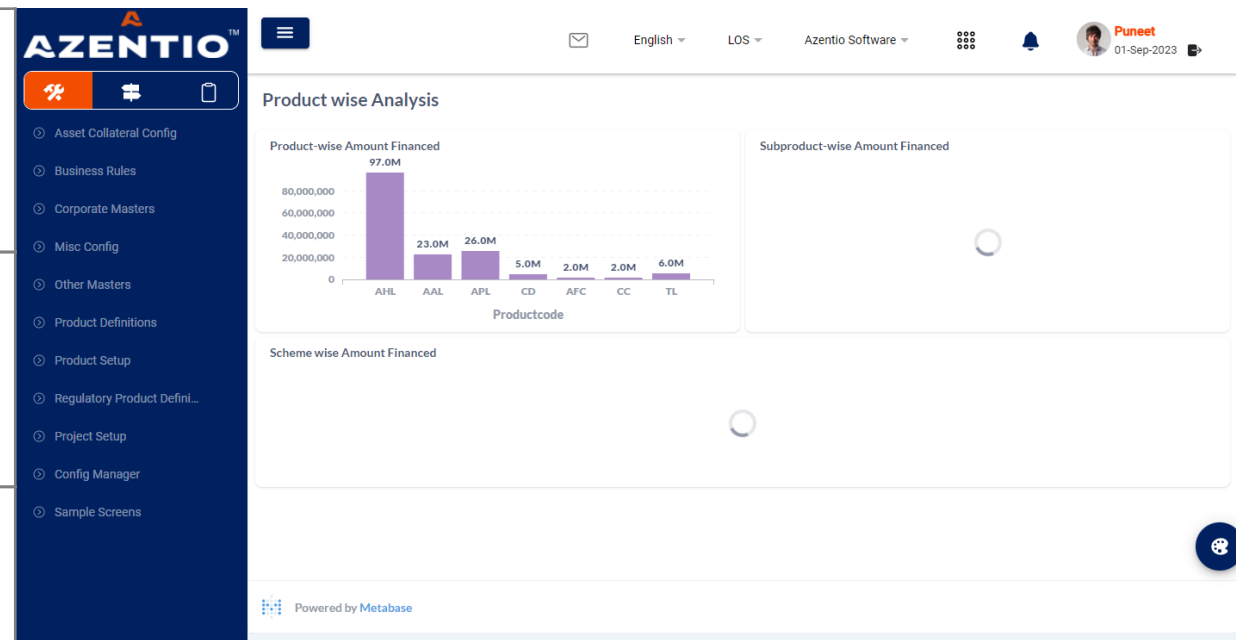 AZENTIO™
English
LOS
Azentio Software
Puneet
01-Sep-2023
Asset Collateral Config
Business Rules
Corporate Masters
Misc Config
Other Masters
Product Definitions
Product Setup
Regulatory Product Defini...
Project Setup
Config Manager
Sample Screens
Product wise Analysis
Product-wise Amount Financed
97.0M
80,000,000
60,000,000
40,000,000
20,000,000
0
23.0M
26.0M
5.0M
2.0M
2.0M
6.0M
AHL AAL APL CD AFC CC TL
Productcode
Subproduct-wise Amount Financed
Scheme wise Amount Financed
Powered by Metabase